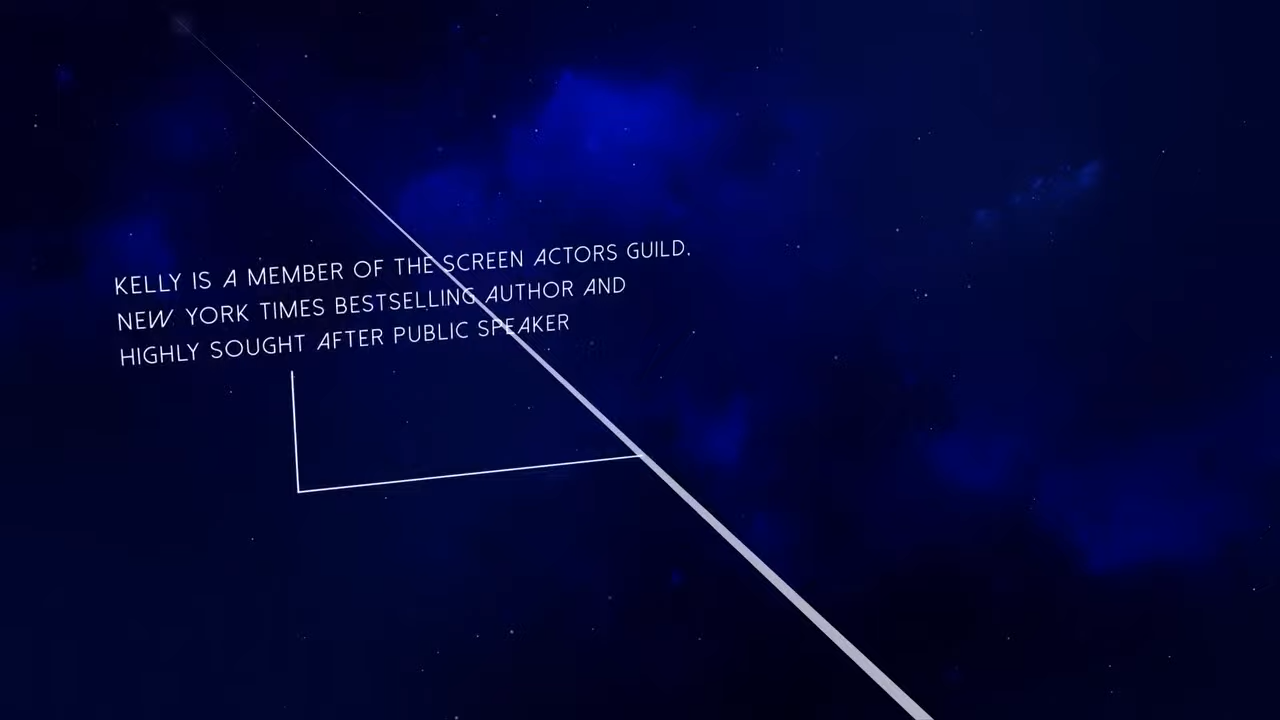 KELLY IS A MEMBER OF THE SCREEN ACTORS GUILD.
NEW YORK TIMES BESTSELLING AUTHOR AND
HIGHLY SOUGHT AFTER PUBLIC SPEAKER